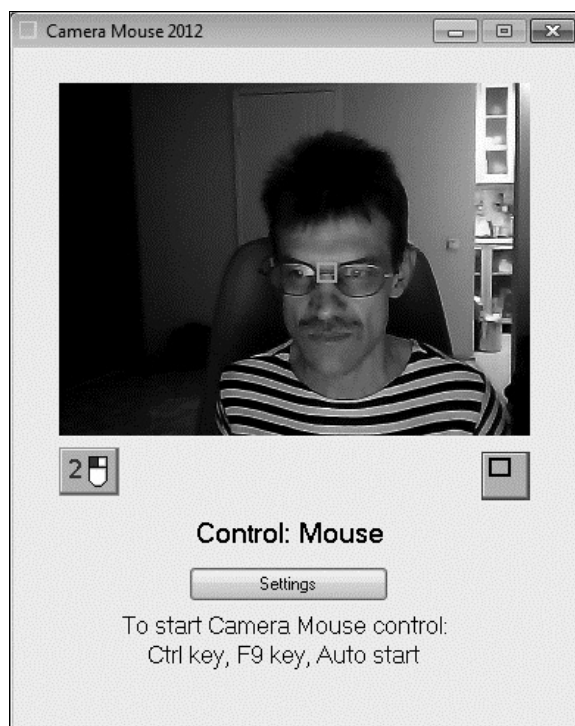 Camera Mouse 2012
2
Control: Mouse
Settings
To start Camera Mouse control:
Ctrl key, F9 key, Auto start